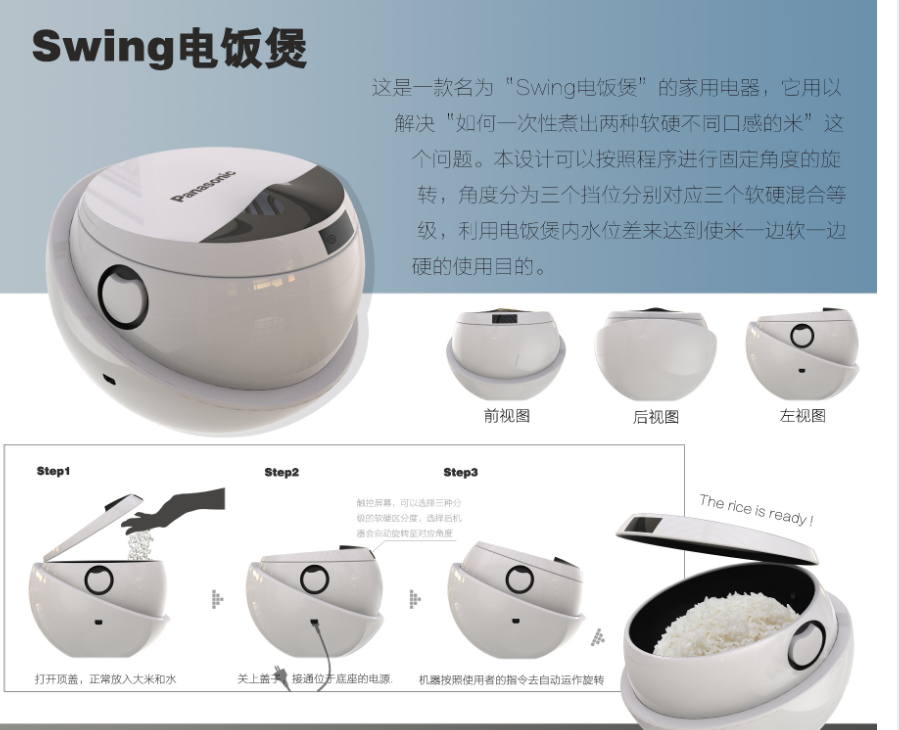 Swing电饭煲
这是一款名为“Swing电饭煲”的家用电器，它用以
解决“如何一次性煮出两种软硬不同口感的米”这
个问题。本设计可以按照程序进行固定角度的旋
转，角度分为三个挡位分别对应三个软硬混合等
级，利用电饭煲内水位差来达到使米一边软一边
硬的使用目的。
Panasonic
前视图
后视图
左视图
Step1
Step2
Step3
触控屏幕，可以选择三种分
级的软硬区分度，选择后机
器会自动旋转至对应角度
The rice is ready !
打开顶盖，正常放入大米和水
关上盖子，接通位于底座的电源.
机器按照使用者的指令去自动运作旋转